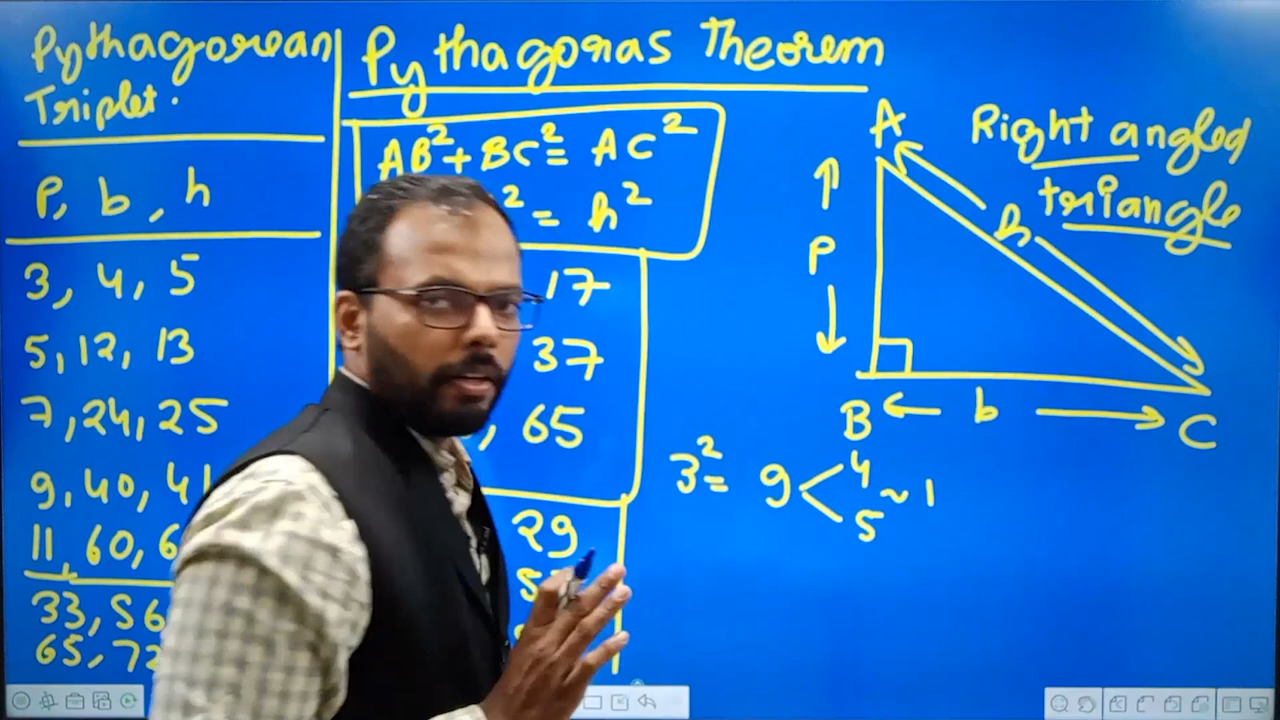 Pythagorean
Triplet.
P, b, h
3, 4, 5
5, 12, 13
7, 24, 25
9, 40, 41
11, 60, 6
33, 56
65, 72
Pythagoras Theorem
AB² + BC² = AC²
² = h²
17
37
, 65
29
A
Right angled
triangle
h
P
B
b
C
3² = 9 < 4 5 ~ 1